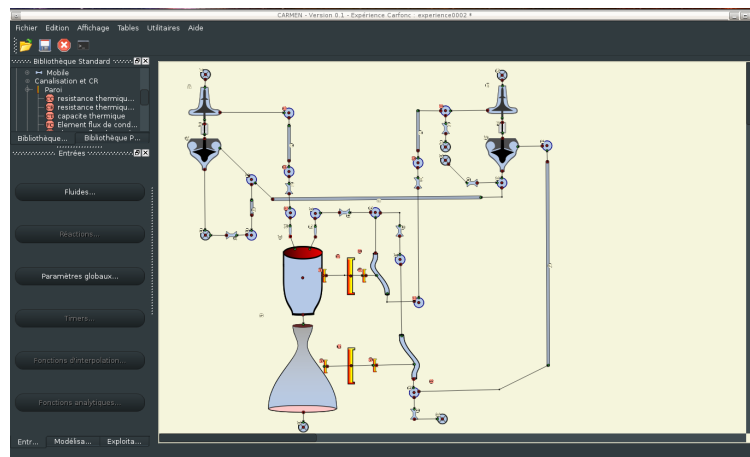 CARMEN - Version 0.1 - Expérience Carfonc : experience0002 *
Fichier Edition Affichage Tables Utilitaires Aide
Bibliothèque Standard
Mobile
Canalisation et CR
Paroi
resistance thermiqu...
resistance thermiqu...
capacite thermique
Element flux de cond...
Bibliothèque... Bibliothèque P...
Entrées
Fluides...
Réactions...
Paramètres globaux...
Timers...
Fonctions d'interpolation...
Fonctions analytiques...
Entr... Modélisa... Exploita...